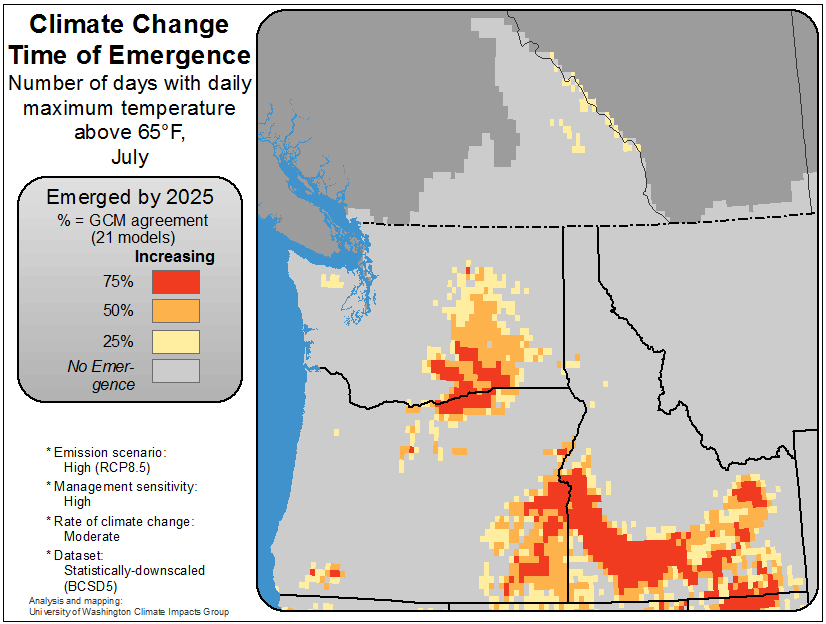 Climate Change
Time of Emergence
Number of days with daily
maximum temperature
above 65°F,
July
Emerged by 2025
% = GCM agreement
(21 models)
Increasing
75%
50%
25%
No Emer-
gence
* Emission scenario:
High (RCP8.5)
* Management sensitivity:
High
* Rate of climate change:
Moderate
* Dataset:
Statistically-downscaled
(BCSD5)
Analysis and mapping:
University of Washington Climate Impacts Group